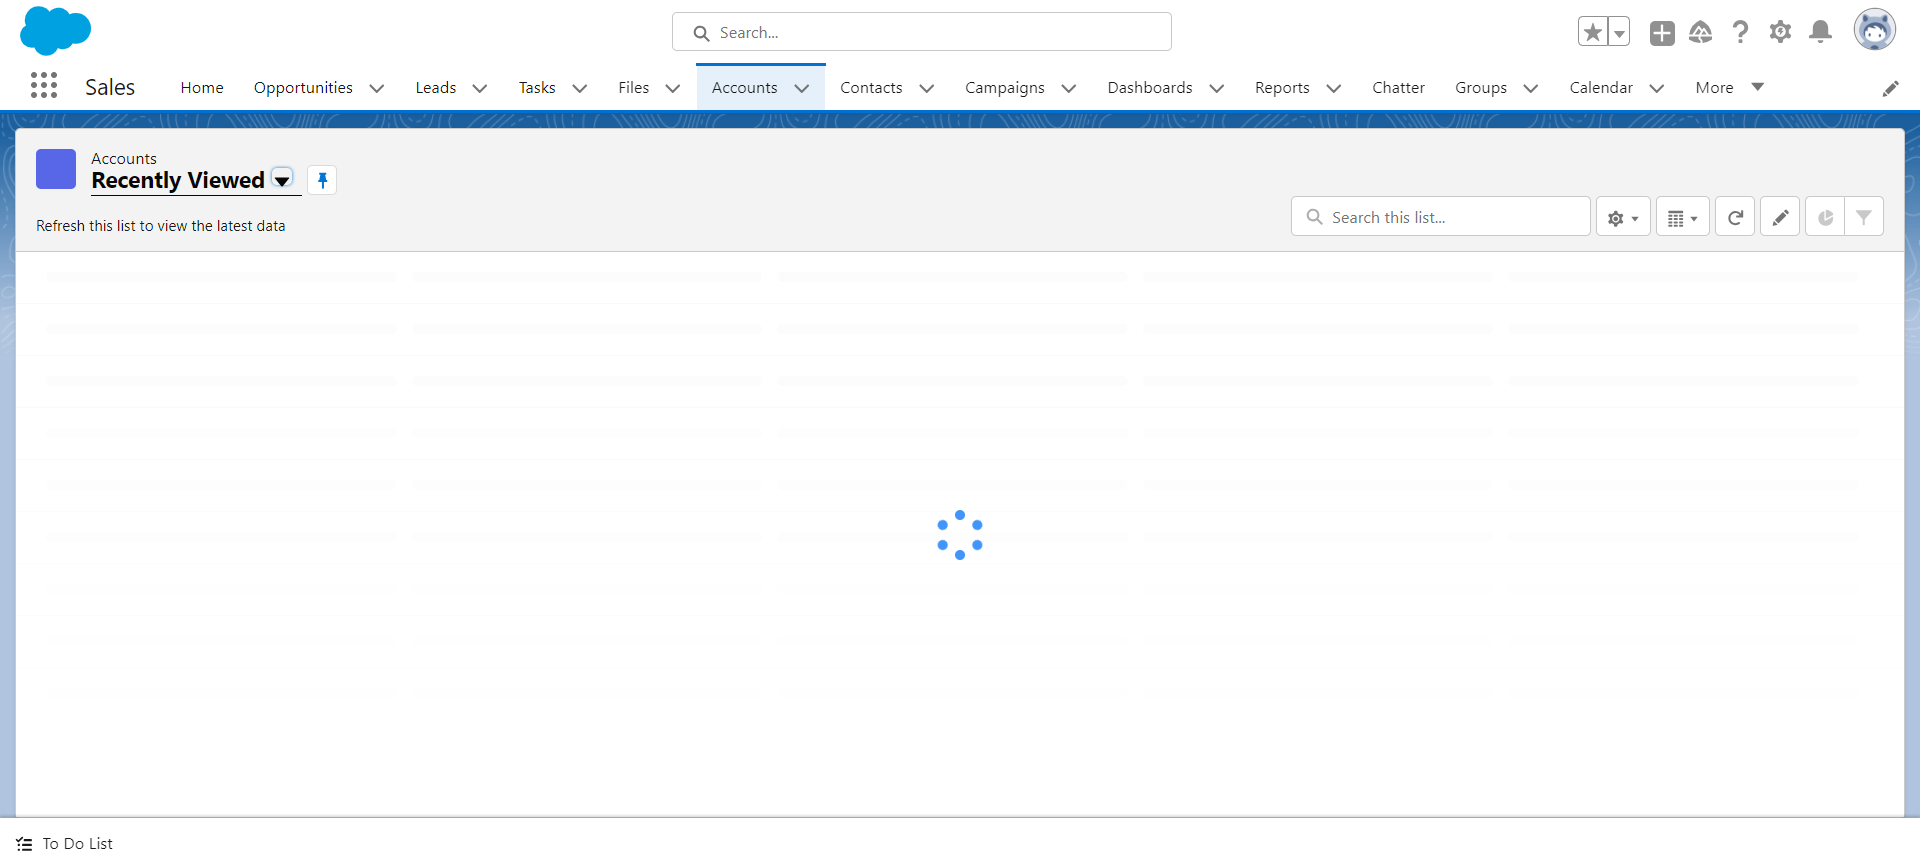 Search...
Sales
Home
Opportunities
Leads
Tasks
Files
Accounts
Contacts
Campaigns
Dashboards
Reports
Chatter
Groups
Calendar
More
Accounts
Recently Viewed
Refresh this list to view the latest data
Search this list...
To Do List